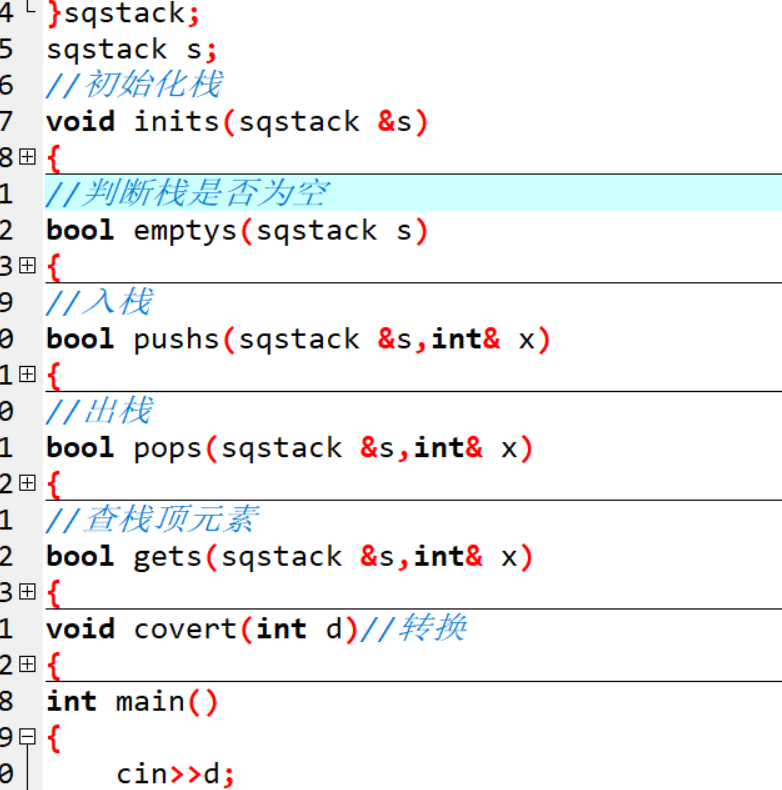 4 }sqstack;
5 sqstack s;
6 //初始化栈
7 void inits(sqstack &s)
8 {
1 //判断栈是否为空
2 bool emptys(sqstack s)
3 {
9 //入栈
0 bool pushs(sqstack &s,int& x)
1 {
0 //出栈
1 bool pops(sqstack &s,int& x)
2 {
1 //查栈顶元素
2 bool gets(sqstack &s,int& x)
3 {
1 void covert(int d)//转换
2 {
8 int main()
9 {
0 cin>>d;